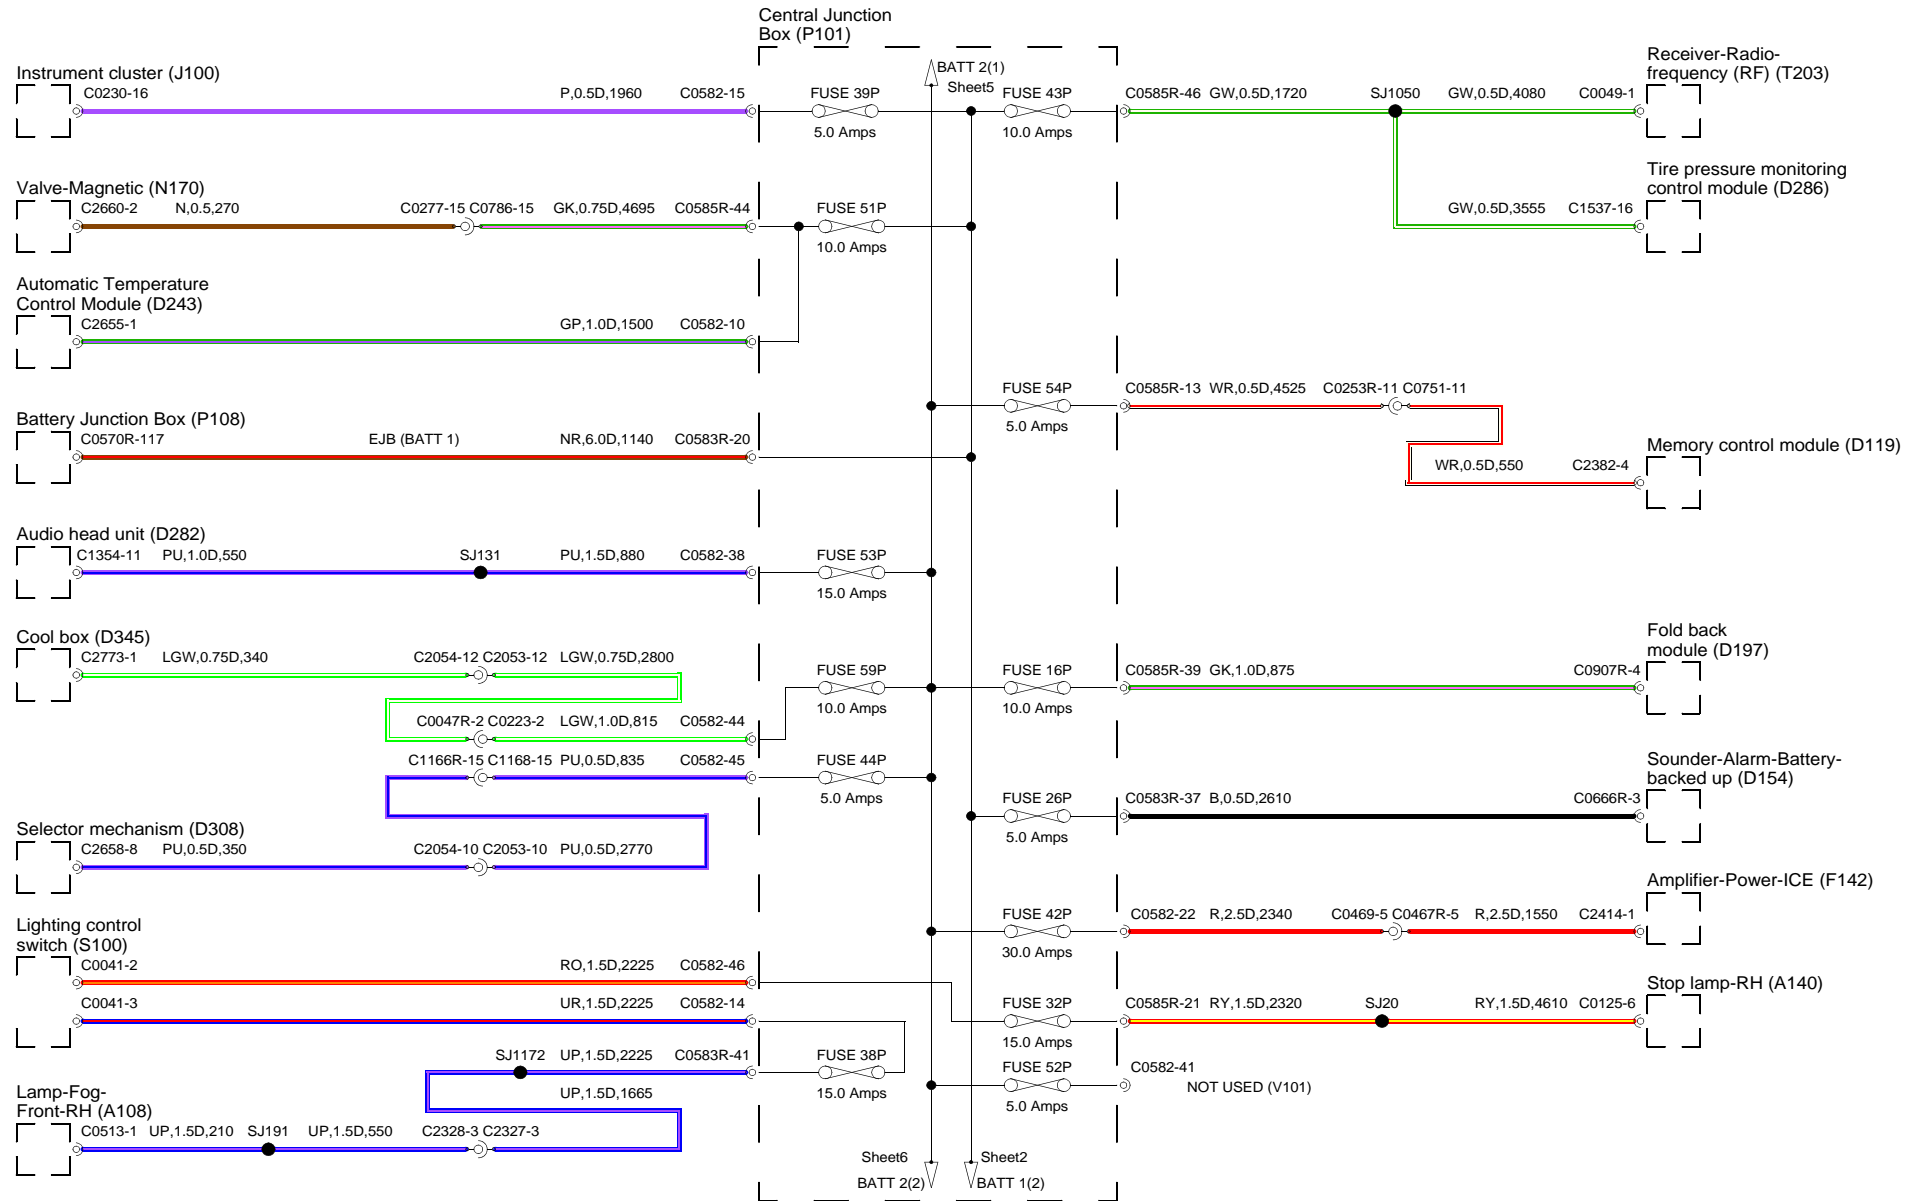 Central Junction
Box (P101)
BATT 2(1)
Sheet5
Instrument cluster (J100)
C0230-16 P,0.5D,1960 C0582-15
FUSE 39P
5.0 Amps
FUSE 43P
10.0 Amps
C0585R-46 GW,0.5D,1720 SJ1050 GW,0.5D,4080 C0049-1
Receiver-Radio-
frequency (RF) (T203)
Valve-Magnetic (N170)
C2660-2 N,0.5,270 C0277-15 C0786-15 GK,0.75D,4695 C0585R-44
FUSE 51P
10.0 Amps
GW,0.5D,3555 C1537-16
Tire pressure monitoring
control module (D286)
Automatic Temperature
Control Module (D243)
C2655-1 GP,1.0D,1500 C0582-10
FUSE 54P
5.0 Amps
C0585R-13 WR,0.5D,4525 C0253R-11 C0751-11
WR,0.5D,550 C2382-4
Memory control module (D119)
Battery Junction Box (P108)
C0570R-117 EJB (BATT 1) NR,6.0D,1140 C0583R-20
Audio head unit (D282)
C1354-11 PU,1.0D,550 SJ131 PU,1.5D,880 C0582-38
FUSE 53P
15.0 Amps
Cool box (D345)
C2773-1 LGW,0.75D,340 C2054-12 C2053-12 LGW,0.75D,2800
C0047R-2 C0223-2 LGW,1.0D,815 C0582-44
FUSE 59P
10.0 Amps
FUSE 16P
10.0 Amps
C0585R-39 GK,1.0D,875 C0907R-4
Fold back
module (D197)
C1166R-15 C1168-15 PU,0.5D,835 C0582-45
FUSE 44P
5.0 Amps
FUSE 26P
5.0 Amps
C0583R-37 B,0.5D,2610 C0666R-3
Sounder-Alarm-Battery-
backed up (D154)
Selector mechanism (D308)
C2658-8 PU,0.5D,350 C2054-10 C2053-10 PU,0.5D,2770
FUSE 42P
30.0 Amps
C0582-22 R,2.5D,2340 C0469-5 C0467R-5 R,2.5D,1550 C2414-1
Amplifier-Power-ICE (F142)
Lighting control
switch (S100)
C0041-2 RO,1.5D,2225 C0582-46
C0041-3 UR,1.5D,2225 C0582-14
FUSE 32P
15.0 Amps
C0585R-21 RY,1.5D,2320 SJ20 RY,1.5D,4610 C0125-6
Stop lamp-RH (A140)
SJ1172 UP,1.5D,2225 C0583R-41
FUSE 38P
15.0 Amps
FUSE 52P
5.0 Amps
C0582-41
NOT USED (V101)
UP,1.5D,1665
Lamp-Fog-
Front-RH (A108)
C0513-1 UP,1.5D,210 SJ191 UP,1.5D,550 C2328-3 C2327-3
Sheet6
BATT 2(2)
Sheet2
BATT 1(2)